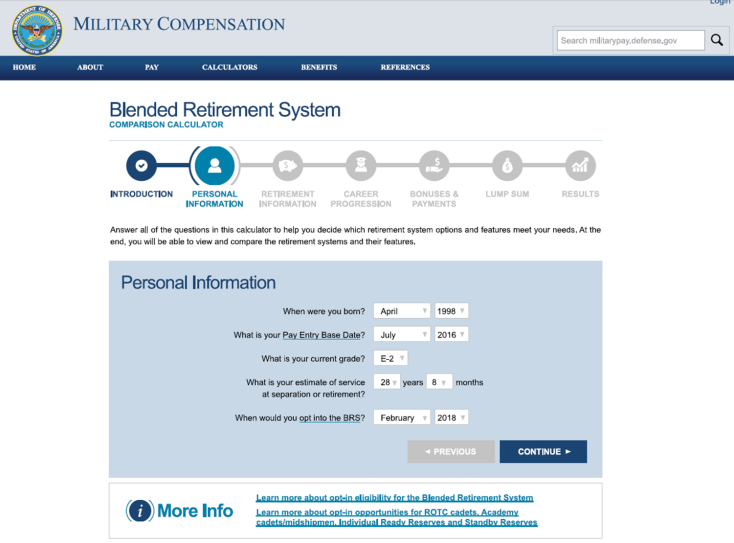 Login
MILITARY COMPENSATION
Search militarypay.defense.gov
HOME ABOUT PAY CALCULATORS BENEFITS REFERENCES
Blended Retirement System
COMPARISON CALCULATOR
INTRODUCTION PERSONAL INFORMATION RETIREMENT INFORMATION CAREER PROGRESSION BONUSES & PAYMENTS LUMP SUM RESULTS
Answer all of the questions in this calculator to help you decide which retirement system options and features meet your needs. At the
end, you will be able to view and compare the retirement systems and their features.
Personal Information
When were you born? April 1998
What is your Pay Entry Base Date? July 2016
What is your current grade? E-2
What is your estimate of service
at separation or retirement? 28 years 8 months
When would you opt into the BRS? February 2018
◄ PREVIOUS CONTINUE ►
i More Info
Learn more about opt-in eligibility for the Blended Retirement System
Learn more about opt-in opportunities for ROTC cadets, Academy
cadets/midshipmen, Individual Ready Reserves and Standby Reserves